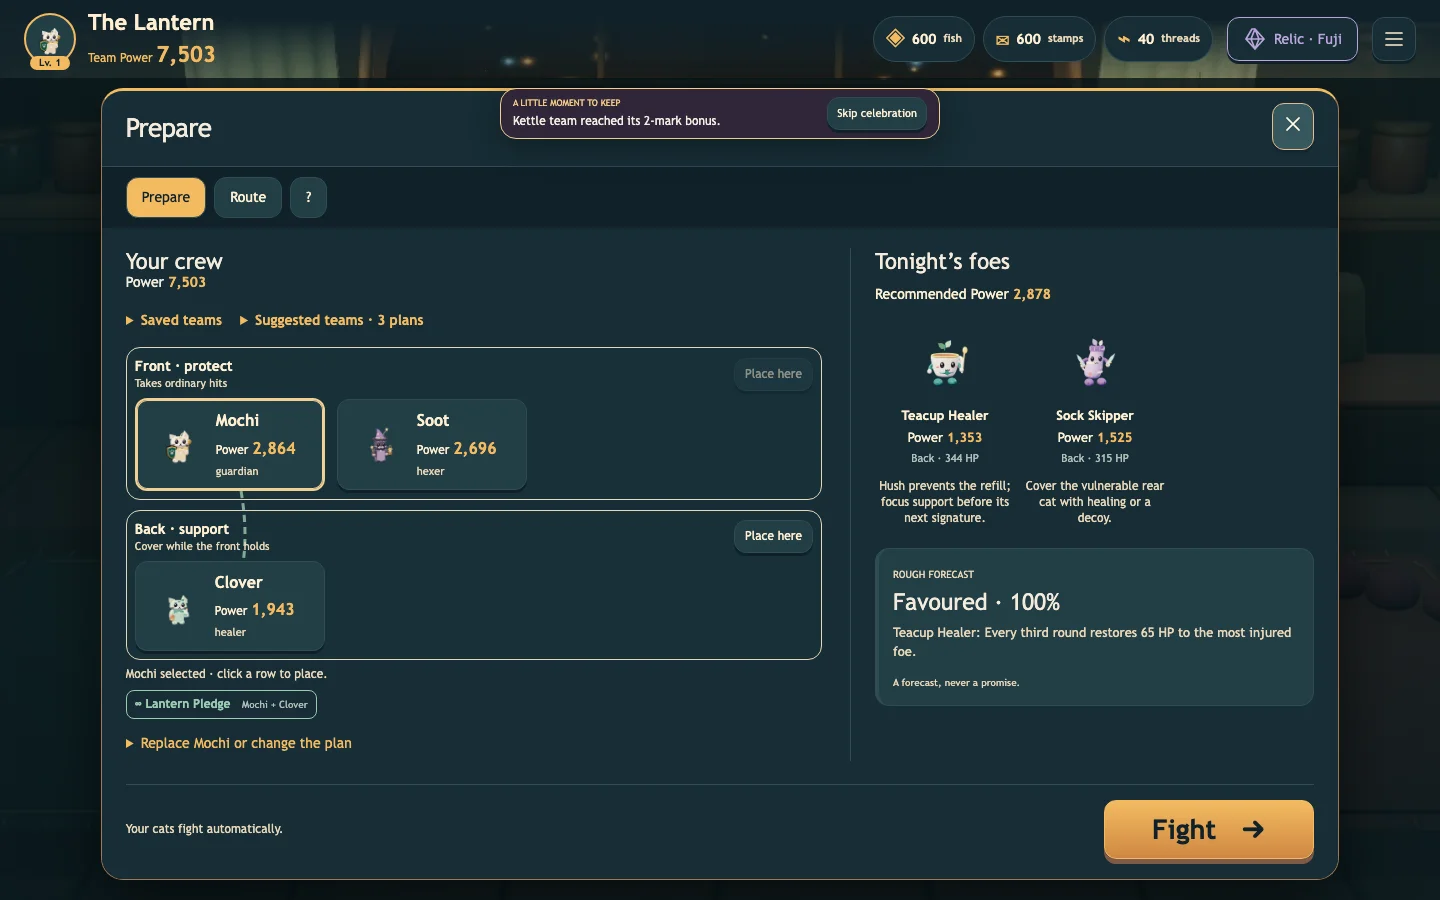 The Lantern
Team Power 7,503
Lv. 1
600 fish
600 stamps
40 threads
Relic · Fuji
A LITTLE MOMENT TO KEEP
Kettle team reached its 2-mark bonus.
Skip celebration
Prepare
Prepare
Route
?
Your crew
Power 7,503
Saved teams
Suggested teams · 3 plans
Front · protect
Takes ordinary hits
Place here
Mochi
Power 2,864
guardian
Soot
Power 2,696
hexer
Back · support
Cover while the front holds
Place here
Clover
Power 1,943
healer
Mochi selected · click a row to place.
∞ Lantern Pledge Mochi + Clover
Replace Mochi or change the plan
Tonight’s foes
Recommended Power 2,878
Teacup Healer
Power 1,353
Back · 344 HP
Hush prevents the refill;
focus support before its
next signature.
Sock Skipper
Power 1,525
Back · 315 HP
Cover the vulnerable rear
cat with healing or a
decoy.
ROUGH FORECAST
Favoured · 100%
Teacup Healer: Every third round restores 65 HP to the most injured
foe.
A forecast, never a promise.
Your cats fight automatically.
Fight →